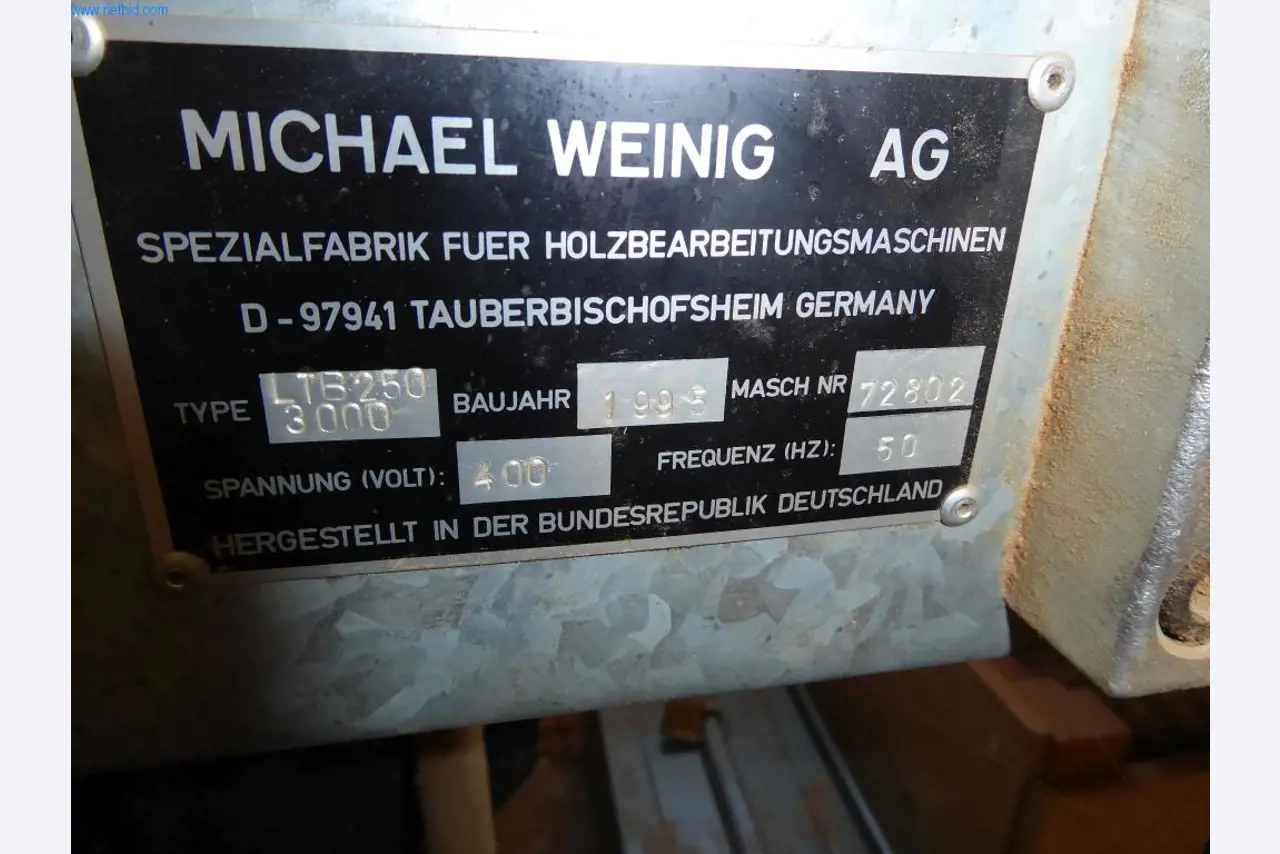 www.netbid.com
MICHAEL WEINIG AG
SPEZIALFABRIK FUER HOLZBEARBEITUNGSMASCHINEN
D-97941 TAUBERBISCHOFSHEIM GERMANY
TYPE LTB250 3000 BAUJAHR 1995 MASCH NR 72802
SPANNUNG (VOLT): 400 FREQUENZ (HZ): 50
HERGESTELLT IN DER BUNDESREPUBLIK DEUTSCHLAND